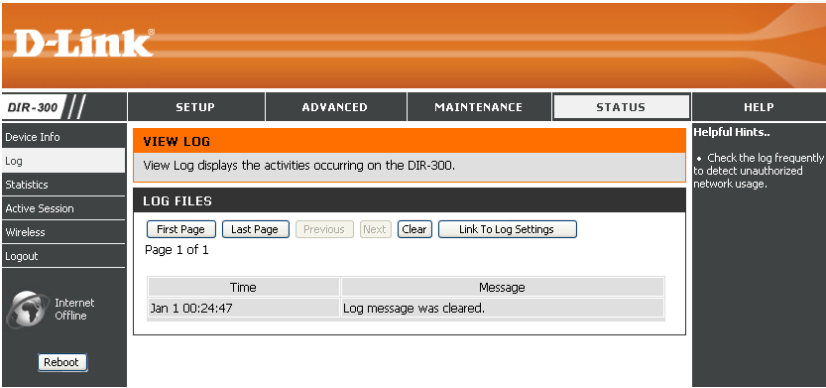 D-Link
DIR-300
SETUP
ADVANCED
MAINTENANCE
STATUS
HELP
Device Info
Log
Statistics
Active Session
Wireless
Logout
Internet
Offline
Reboot
VIEW LOG
View Log displays the activities occurring on the DIR-300.
LOG FILES
First Page Last Page Previous Next Clear Link To Log Settings
Page 1 of 1
Time Message
Jan 1 00:24:47 Log message was cleared.
Helpful Hints..
• Check the log frequently
to detect unauthorized
network usage.